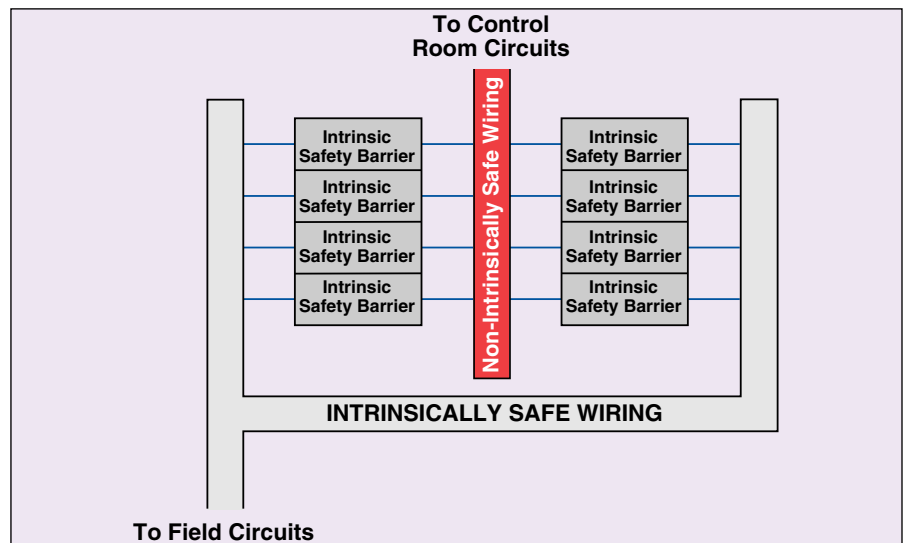 To Control
Room Circuits
Non-Intrinsically Safe Wiring
Intrinsic
Safety Barrier
Intrinsic
Safety Barrier
Intrinsic
Safety Barrier
Intrinsic
Safety Barrier
Intrinsic
Safety Barrier
Intrinsic
Safety Barrier
Intrinsic
Safety Barrier
Intrinsic
Safety Barrier
INTRINSICALLY SAFE WIRING
To Field Circuits